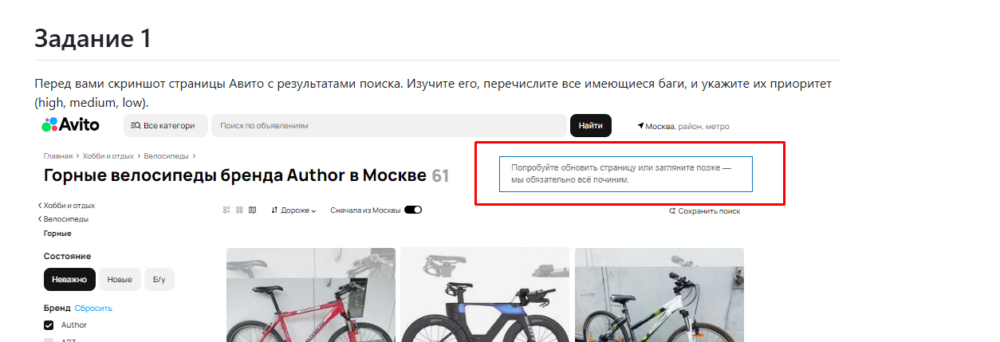 Задание 1
Перед вами скриншот страницы Авито с результатами поиска. Изучите его, перечислите все имеющиеся баги, и укажите их приоритет
(high, medium, low).
Avito
Все категори
Поиск по объявлениям
Найти
Москва, район, метро
Главная > Хобби и отдых > Велосипеды >
Горные велосипеды бренда Author в Москве 61
Попробуйте обновить страницу или загляните позже —
мы обязательно всё починим.
Хобби и отдых
Велосипеды
Горные
Дороже
Сначала из Москвы
Сохранить поиск
Состояние
Неважно
Новые
Б/у
Бренд Сбросить
Author